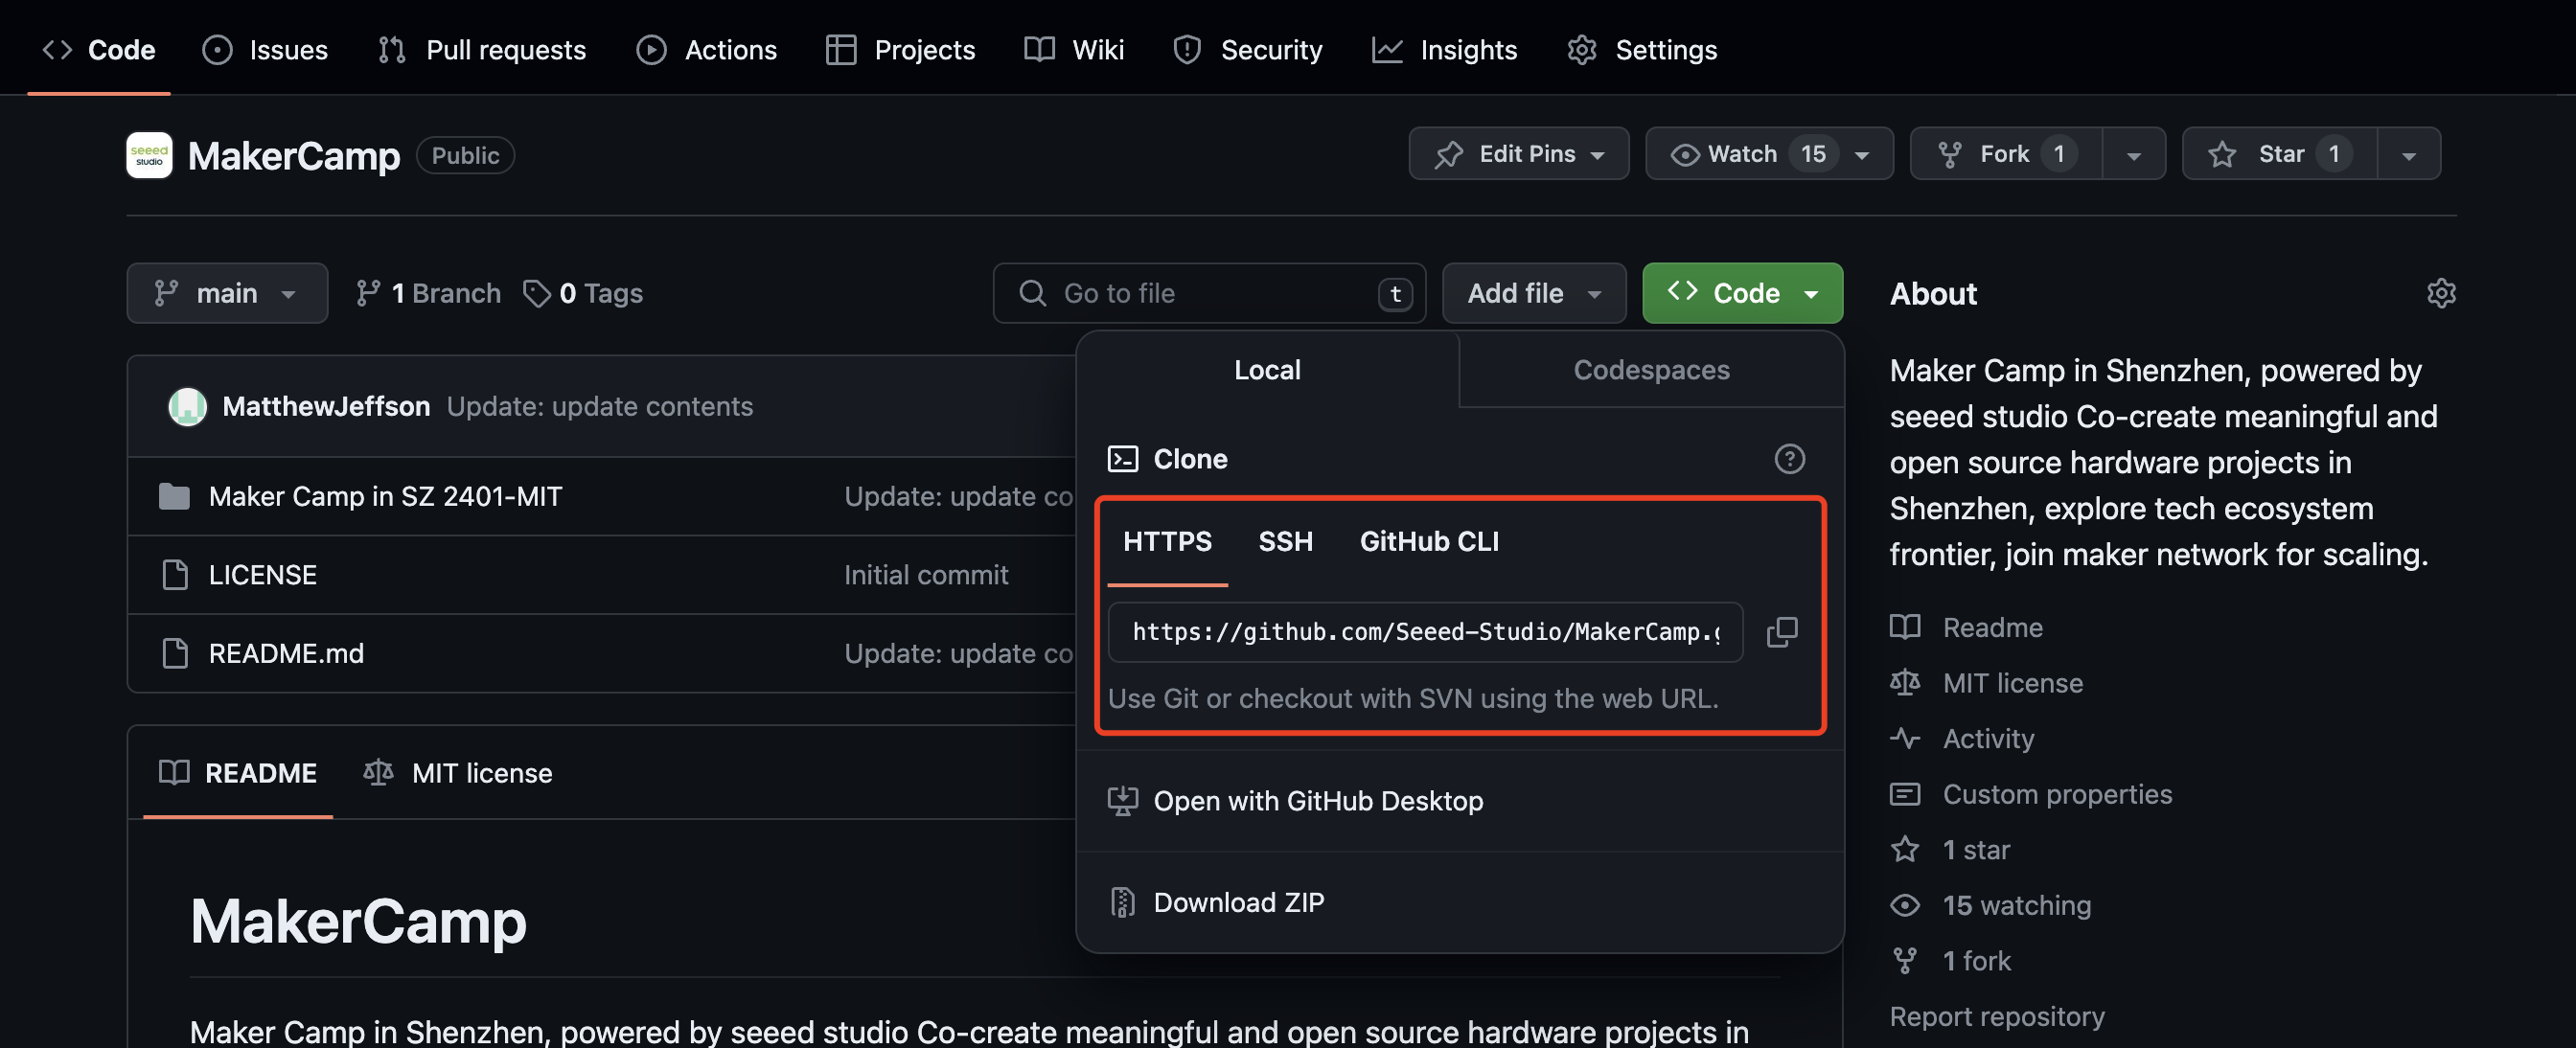 Code Issues Pull requests Actions Projects Wiki Security Insights Settings
seeed studio MakerCamp Public Edit Pins Watch 15 Fork 1 Star 1
main 1 Branch 0 Tags Go to file t Add file Code
MatthewJeffson Update: update contents
Maker Camp in SZ 2401-MIT Update: update co
LICENSE Initial commit
README.md Update: update co
README MIT license
MakerCamp
Maker Camp in Shenzhen, powered by seeed studio Co-create meaningful and open source hardware projects in
Local Codespaces
Clone
HTTPS SSH GitHub CLI
https://github.com/Seeed-Studio/MakerCamp.g
Use Git or checkout with SVN using the web URL.
Open with GitHub Desktop
Download ZIP
About
Maker Camp in Shenzhen, powered by
seeed studio Co-create meaningful and
open source hardware projects in
Shenzhen, explore tech ecosystem
frontier, join maker network for scaling.
Readme
MIT license
Activity
Custom properties
1 star
15 watching
1 fork
Report repository